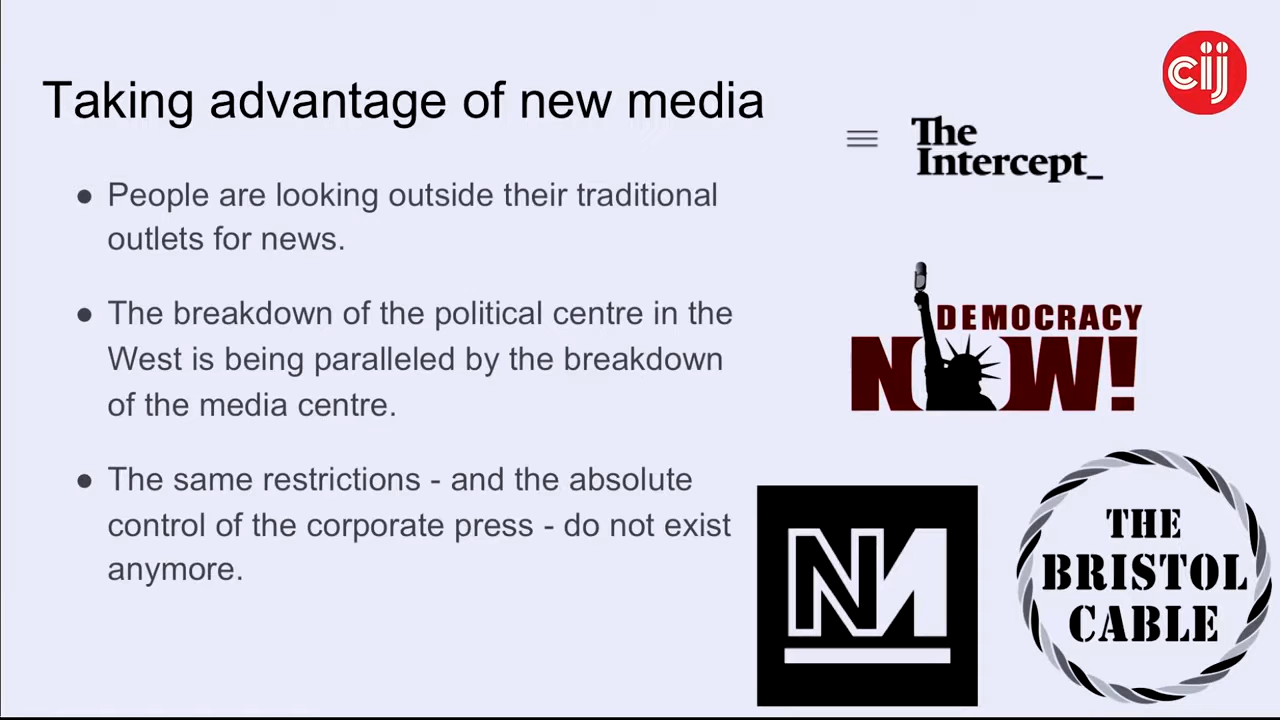 cij
Taking advantage of new media
The
Intercept_
● People are looking outside their traditional
outlets for news.
● The breakdown of the political centre in the
West is being paralleled by the breakdown
of the media centre.
● The same restrictions - and the absolute
control of the corporate press - do not exist
anymore.
DEMOCRACY
NOW!
NM
THE
BRISTOL
CABLE